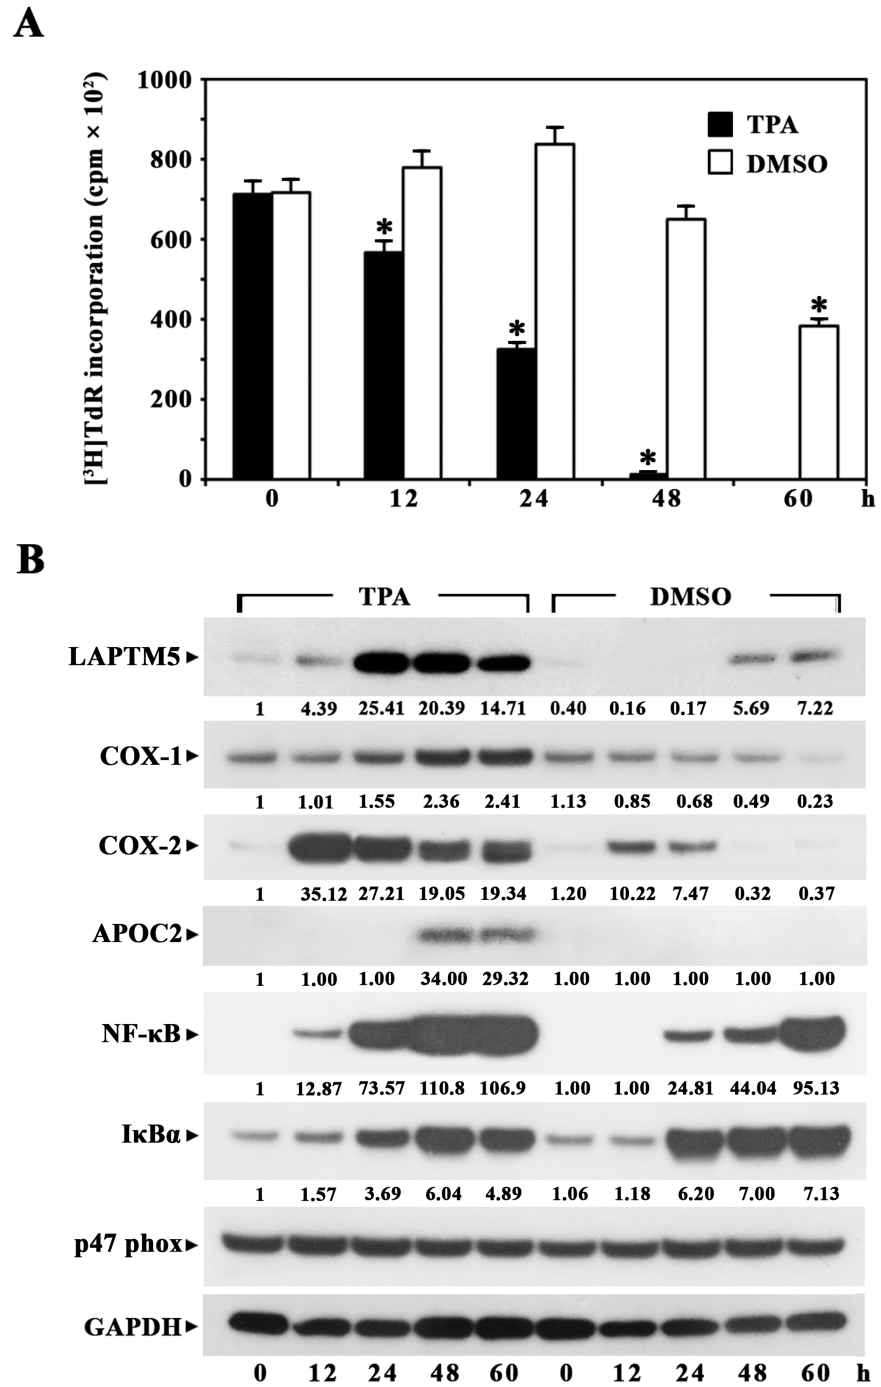 A
[³H]TdR incorporation (cpm × 10²)
1000
800
600
400
200
0
TPA
DMSO
*
*
*
*
0 12 24 48 60 h
B
TPA DMSO
LAPTM5
1 4.39 25.41 20.39 14.71 0.40 0.16 0.17 5.69 7.22
COX-1
1 1.01 1.55 2.36 2.41 1.13 0.85 0.68 0.49 0.23
COX-2
1 35.12 27.21 19.05 19.34 1.20 10.22 7.47 0.32 0.37
APOC2
1 1.00 1.00 34.00 29.32 1.00 1.00 1.00 1.00 1.00
NF-κB
1 12.87 73.57 110.8 106.9 1.00 1.00 24.81 44.04 95.13
IκBα
1 1.57 3.69 6.04 4.89 1.06 1.18 6.20 7.00 7.13
p47 phox
GAPDH
0 12 24 48 60 0 12 24 48 60 h